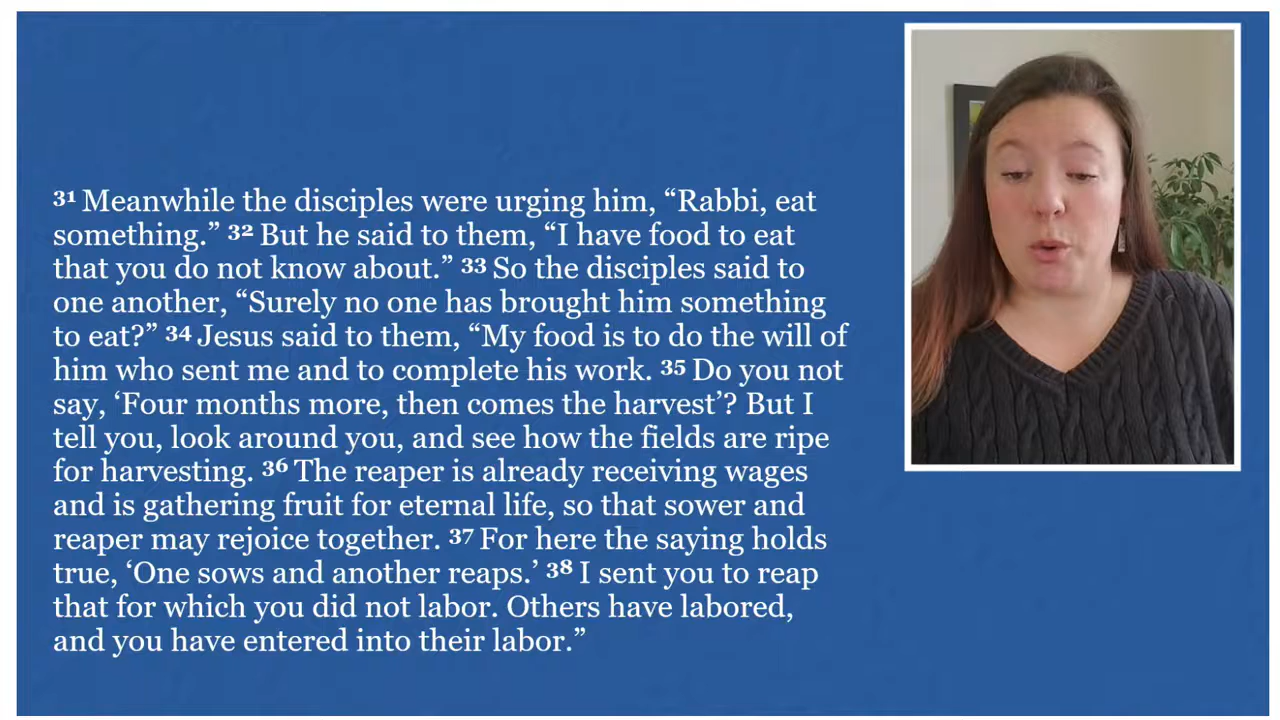 31 Meanwhile the disciples were urging him, “Rabbi, eat
something.” 32 But he said to them, “I have food to eat
that you do not know about.” 33 So the disciples said to
one another, “Surely no one has brought him something
to eat?” 34 Jesus said to them, “My food is to do the will of
him who sent me and to complete his work. 35 Do you not
say, ‘Four months more, then comes the harvest’? But I
tell you, look around you, and see how the fields are ripe
for harvesting. 36 The reaper is already receiving wages
and is gathering fruit for eternal life, so that sower and
reaper may rejoice together. 37 For here the saying holds
true, ‘One sows and another reaps.’ 38 I sent you to reap
that for which you did not labor. Others have labored,
and you have entered into their labor.”